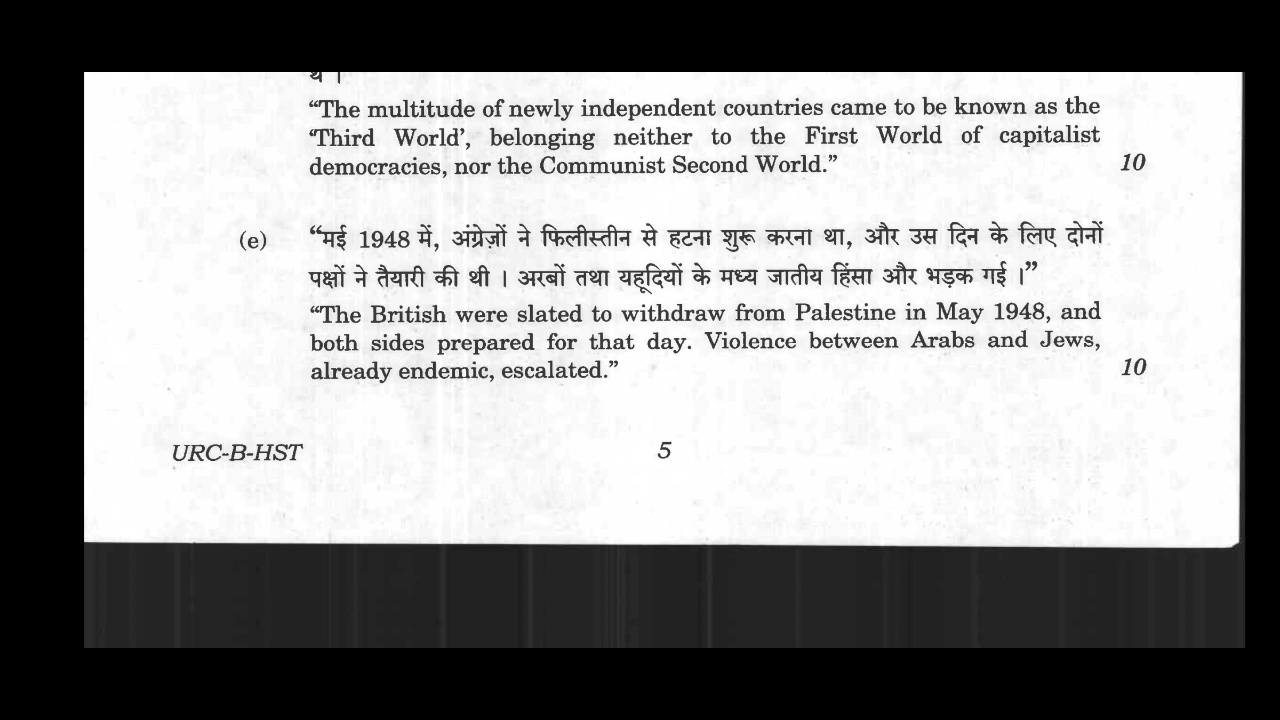 थे ।
“The multitude of newly independent countries came to be known as the
‘Third World’, belonging neither to the First World of capitalist
democracies, nor the Communist Second World.” 10
(e) “मई 1948 में, अंग्रेज़ों ने फिलीस्तीन से हटना शुरू करना था, और उस दिन के लिए दोनों
पक्षों ने तैयारी की थी । अरबों तथा यहूदियों के मध्य जातीय हिंसा और भड़क गई ।”
“The British were slated to withdraw from Palestine in May 1948, and
both sides prepared for that day. Violence between Arabs and Jews,
already endemic, escalated.” 10
URC-B-HST 5